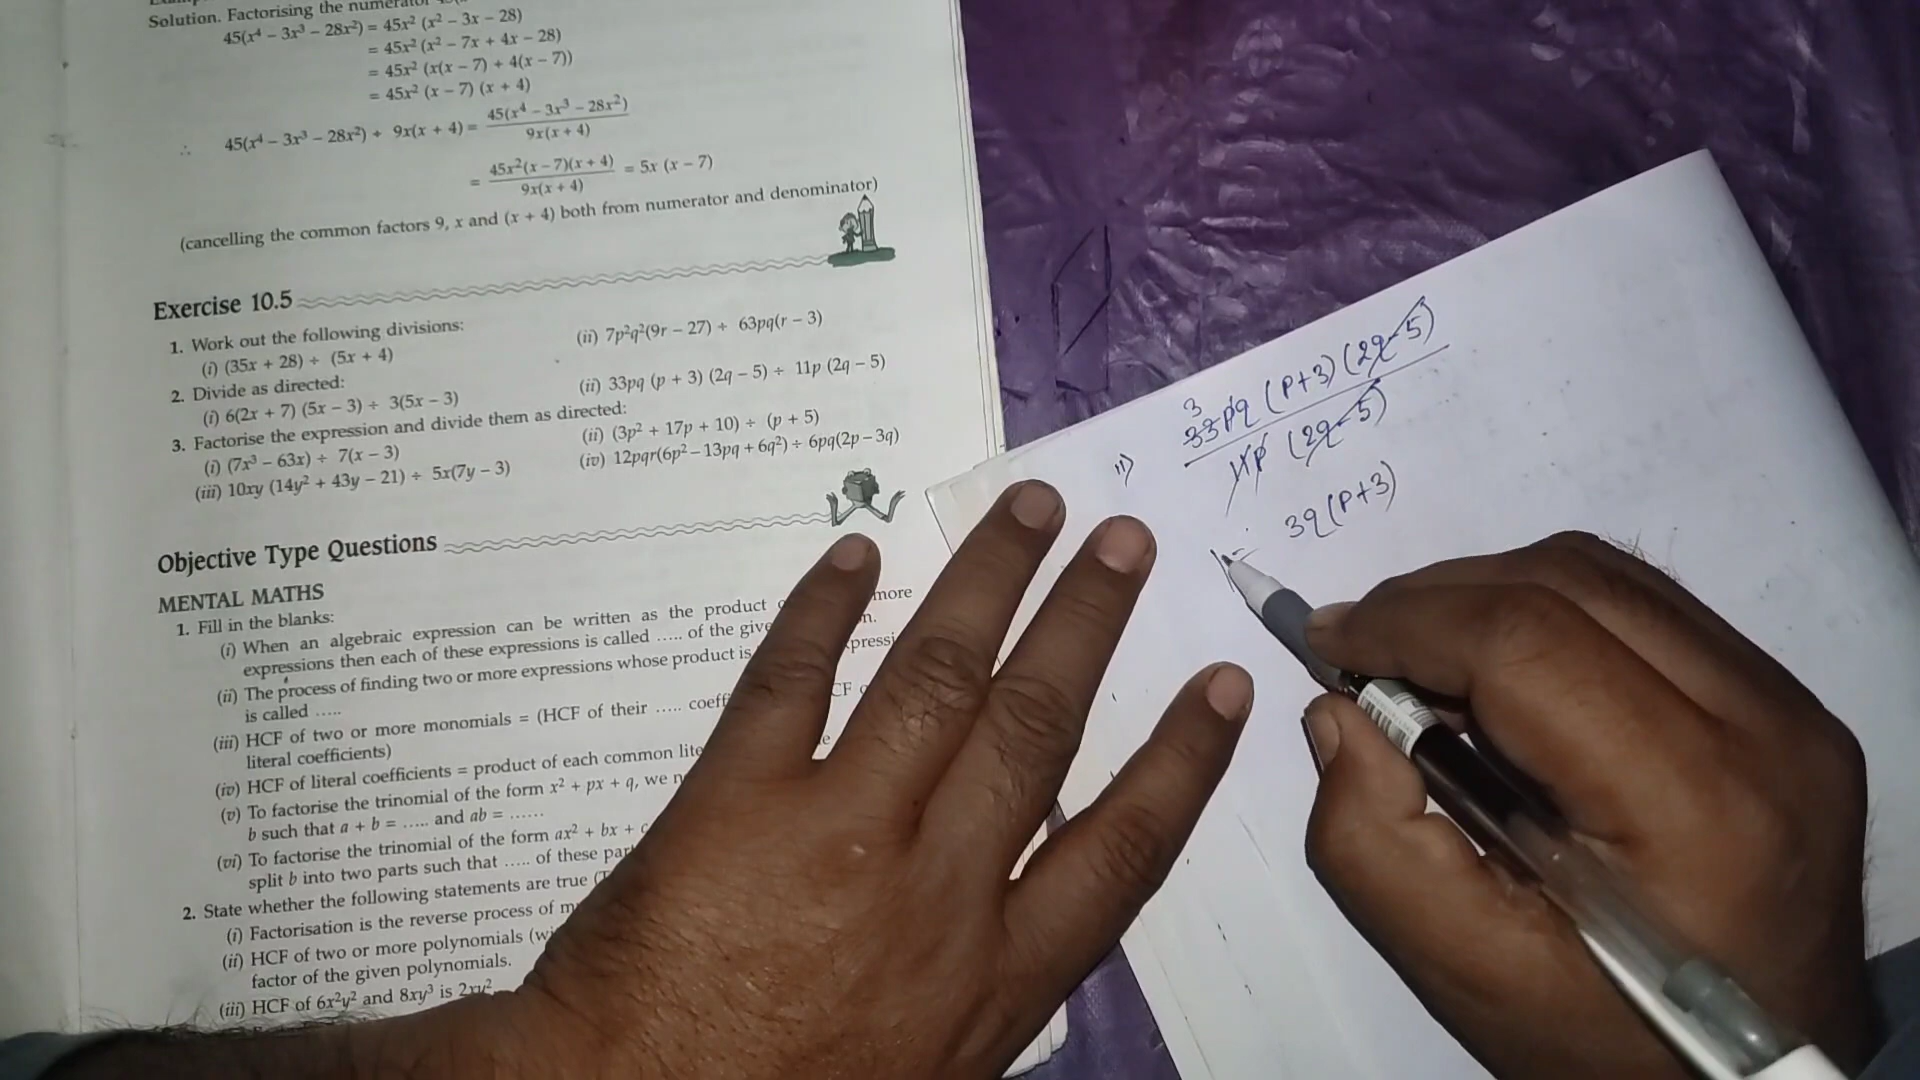 Solution. Factorising the numerator
45(x⁴ – 3x³ – 28x²) = 45x² (x² – 3x – 28)
= 45x² (x² – 7x + 4x – 28)
= 45x² (x(x – 7) + 4(x – 7))
= 45x² (x – 7) (x + 4)
∴ 45(x⁴ – 3x³ – 28x²) ÷ 9x(x + 4) = 45(x⁴ – 3x³ – 28x²) / 9x(x + 4)
= 45x²(x – 7)(x + 4) / 9x(x + 4) = 5x (x – 7)
(cancelling the common factors 9, x and (x + 4) both from numerator and denominator)
Exercise 10.5
1. Work out the following divisions:
(i) (35x + 28) ÷ (5x + 4) (ii) 7p²q²(9r – 27) ÷ 63pq(r – 3)
2. Divide as directed:
(i) 6(2x + 7) (5x – 3) ÷ 3(5x – 3) (ii) 33pq (p + 3) (2q – 5) ÷ 11p (2q – 5)
3. Factorise the expression and divide them as directed:
(i) (7x³ – 63x) ÷ 7(x – 3) (ii) (3p² + 17p + 10) ÷ (p + 5)
(iii) 10xy (14y² + 43y – 21) ÷ 5x(7y – 3) (iv) 12pqr(6p² – 13pq + 6q²) ÷ 6pq(2p – 3q)
Objective Type Questions
MENTAL MATHS
1. Fill in the blanks:
(i) When an algebraic expression can be written as the product more
expressions then each of these expressions is called ..... of the give n.
(ii) The process of finding two or more expressions whose product is xpressi
is called .....
(iii) HCF of two or more monomials = (HCF of their ..... coeff CF
literal coefficients)
(iv) HCF of literal coefficients = product of each common lite
(v) To factorise the trinomial of the form x² + px + q, we n
b such that a + b = ..... and ab = ......
(vi) To factorise the trinomial of the form ax² + bx + c
split b into two parts such that ..... of these par
2. State whether the following statements are true (T
(i) Factorisation is the reverse process of m
(ii) HCF of two or more polynomials (wi
factor of the given polynomials.
(iii) HCF of 6x²y² and 8xy³ is 2xy².
ii) 3
33pq (P+3) (2q-5)
11p (2q-5)
= 3q(P+3)